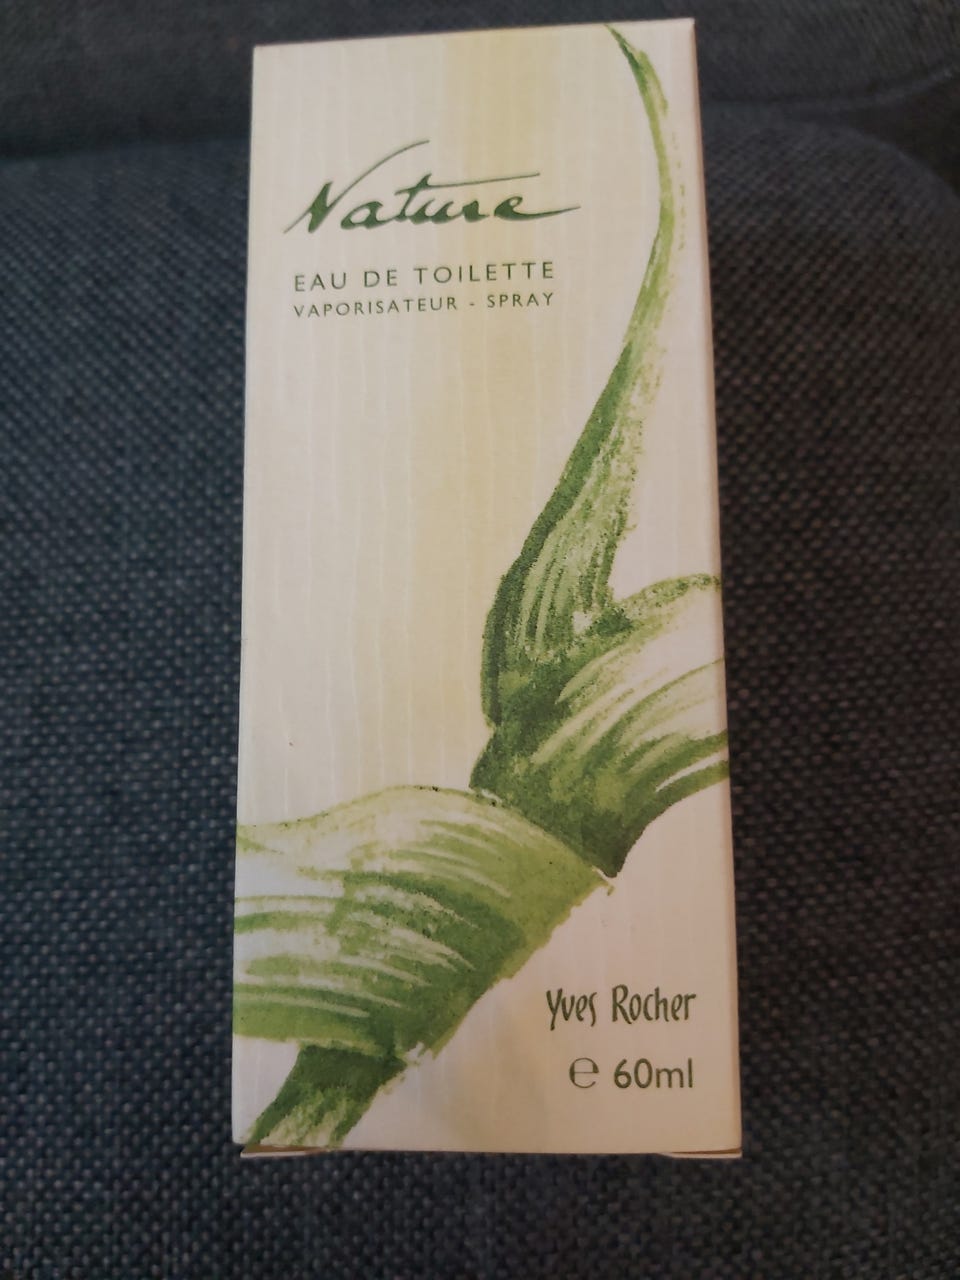 Nature
EAU DE TOILETTE
VAPORISATEUR - SPRAY
Yves Rocher
℮ 60ml